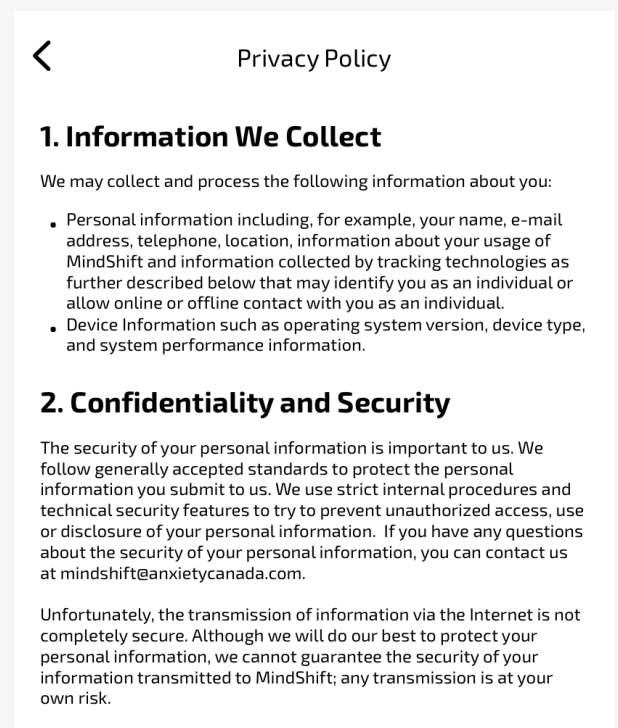 Privacy Policy
1. Information We Collect
We may collect and process the following information about you:
• Personal information including, for example, your name, e-mail
address, telephone, location, information about your usage of
MindShift and information collected by tracking technologies as
further described below that may identify you as an individual or
allow online or offline contact with you as an individual.
• Device Information such as operating system version, device type,
and system performance information.
2. Confidentiality and Security
The security of your personal information is important to us. We
follow generally accepted standards to protect the personal
information you submit to us. We use strict internal procedures and
technical security features to try to prevent unauthorized access, use
or disclosure of your personal information.  If you have any questions
about the security of your personal information, you can contact us
at mindshift@anxietycanada.com.
Unfortunately, the transmission of information via the Internet is not
completely secure. Although we will do our best to protect your
personal information, we cannot guarantee the security of your
information transmitted to MindShift; any transmission is at your
own risk.